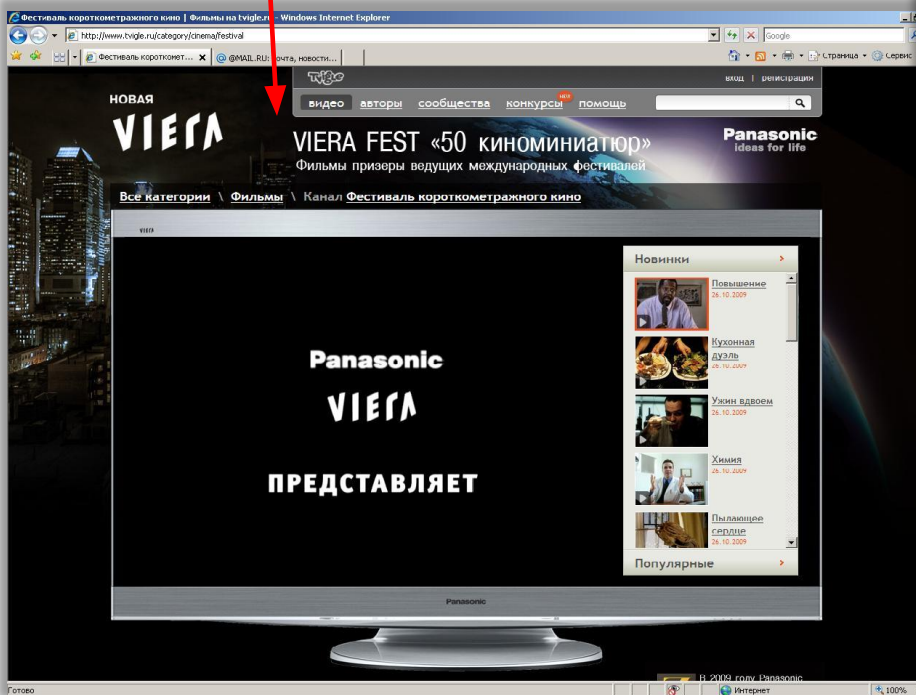 Фестиваль короткометражного кино | Фильмы на tvigle.ru - Windows Internet Explorer
http://www.tvigle.ru/category/cinema/festival
Google
Фестиваль короткомет...
@MAIL.RU: почта, новости...
Страница
Сервис
tvigle
вход | регистрация
НОВАЯ
VIERA
видео авторы сообщества конкурсы помощь
VIERA FEST «50 киноминиатюр»
Фильмы призеры ведущих международных фестивалей
Panasonic
ideas for life
Все категории \ Фильмы \ Канал Фестиваль короткометражного кино
VIERA
Новинки
Повышение
26.10.2009
Кухонная
дуэль
26.10.2009
Ужин вдвоем
26.10.2009
Химия
26.10.2009
Пылающее
сердце
26.10.2009
Популярные
Panasonic
VIERA
ПРЕДСТАВЛЯЕТ
Panasonic
В 2009 году Panasonic
Готово
Интернет
100%